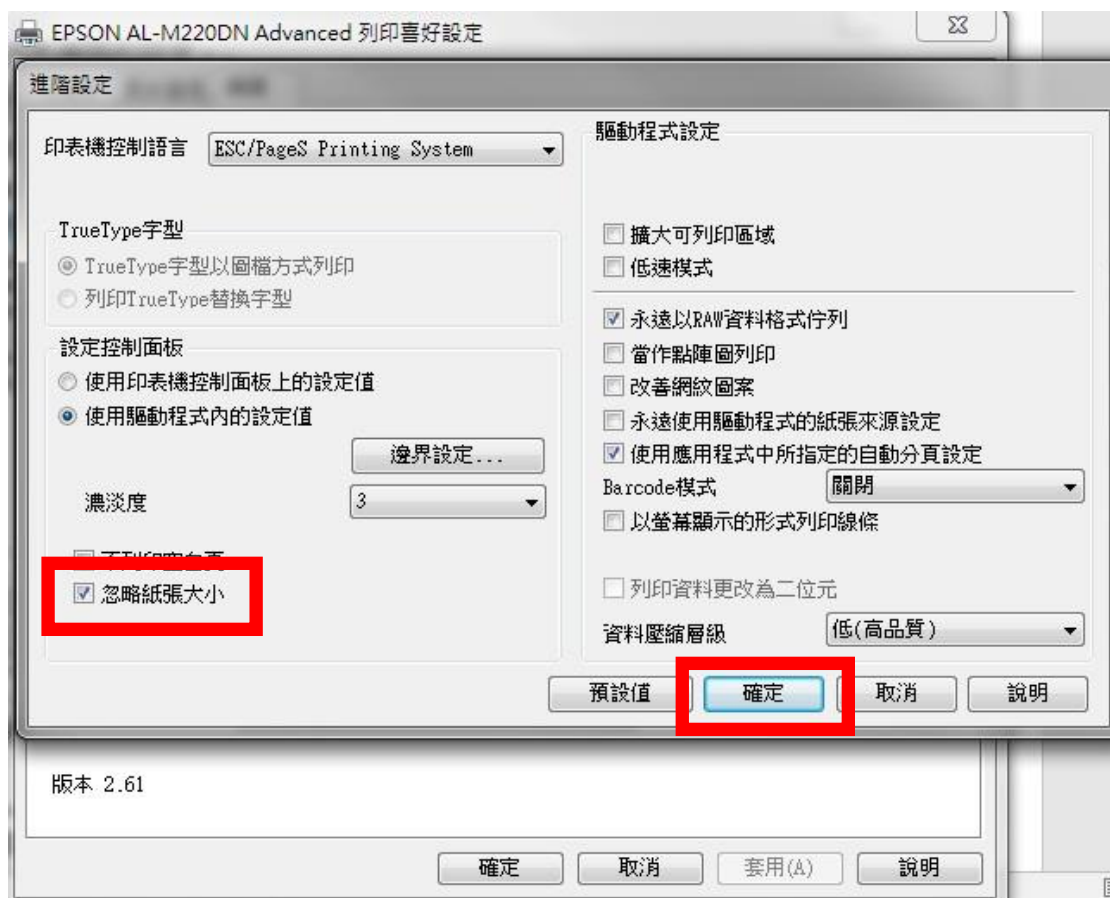 EPSON AL-M220DN Advanced 列印喜好設定
進階設定
印表機控制語言 ESC/PageS Printing System
TrueType字型
TrueType字型以圖檔方式列印
列印TrueType替換字型
設定控制面板
使用印表機控制面板上的設定值
使用驅動程式內的設定值
邊界設定...
濃淡度 3
忽略紙張大小
驅動程式設定
擴大可列印區域
低速模式
永遠以RAW資料格式佇列
當作點陣圖列印
改善網紋圖案
永遠使用驅動程式的紙張來源設定
使用應用程式中所指定的自動分頁設定
Barcode模式 關閉
以螢幕顯示的形式列印線條
列印資料更改為二位元
資料壓縮層級 低(高品質)
預設值 確定 取消 說明
版本 2.61
確定 取消 套用(A) 說明